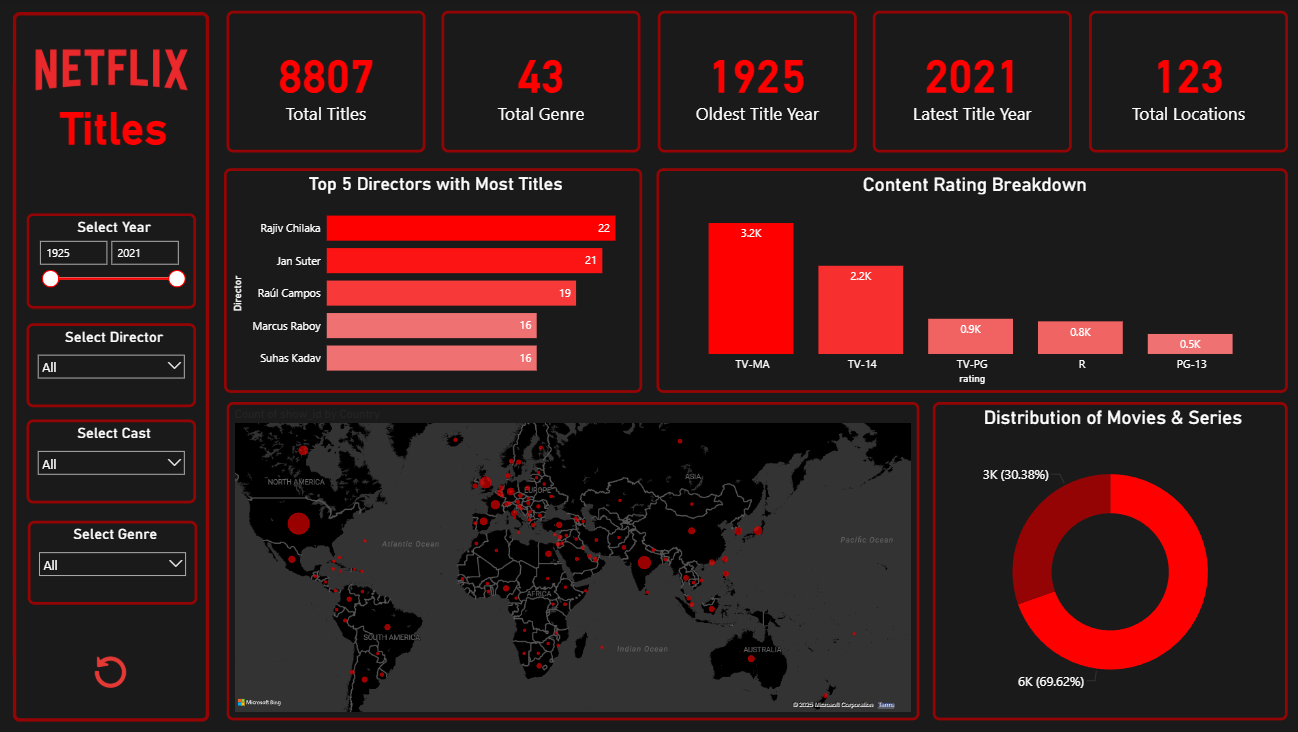 NETFLIX
Titles
Select Year
1925
2021
Select Director
All
Select Cast
All
Select Genre
All
8807
Total Titles
43
Total Genre
1925
Oldest Title Year
2021
Latest Title Year
123
Total Locations
Top 5 Directors with Most Titles
Director
Rajiv Chilaka
22
Jan Suter
21
Raúl Campos
19
Marcus Raboy
16
Suhas Kadav
16
Content Rating Breakdown
3.2K
2.2K
0.9K
0.8K
0.5K
TV-MA
TV-14
TV-PG
R
PG-13
rating
Count of show_id by Country
NORTH AMERICA
EUROPE
ASIA
Atlantic Ocean
Pacific Ocean
AFRICA
SOUTH AMERICA
Indian Ocean
AUSTRALIA
Microsoft Bing
© 2025 Microsoft Corporation Terms
Distribution of Movies & Series
3K (30.38%)
6K (69.62%)